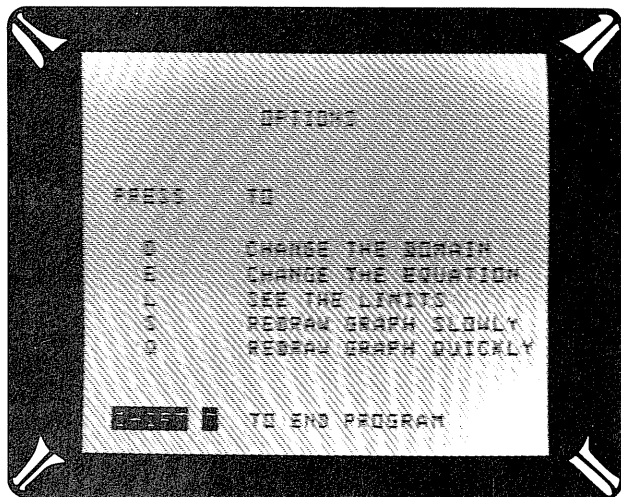 OPTIONS
PRESS TO
D CHANGE THE DOMAIN
E CHANGE THE EQUATION
L SEE THE LIMITS
S REDRAW GRAPH SLOWLY
Q REDRAW GRAPH QUICKLY
TO END PROGRAM